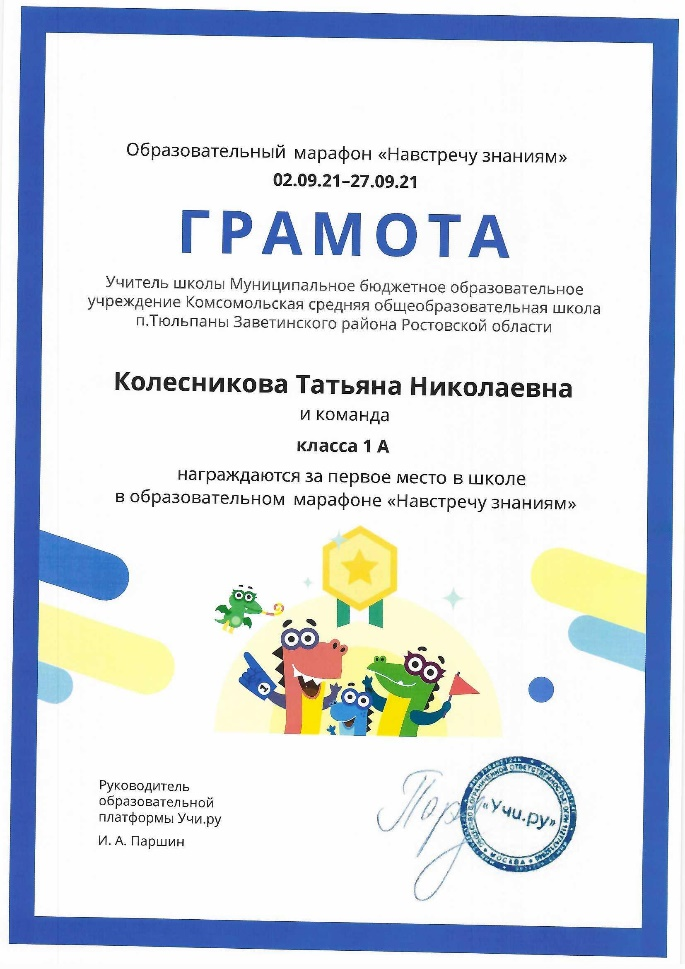 Образовательный марафон «Навстречу знаниям»
02.09.21–27.09.21
ГРАМОТА
Учитель школы Муниципальное бюджетное образовательное
учреждение Комсомольская средняя общеобразовательная школа
п.Тюльпаны Заветинского района Ростовской области
Колесникова Татьяна Николаевна
и команда
класса 1 А
награждаются за первое место в школе
в образовательном марафоне «Навстречу знаниям»
1
Руководитель
образовательной
платформы Учи.ру
И. А. Паршин
«Учи.ру»
МОСКВА